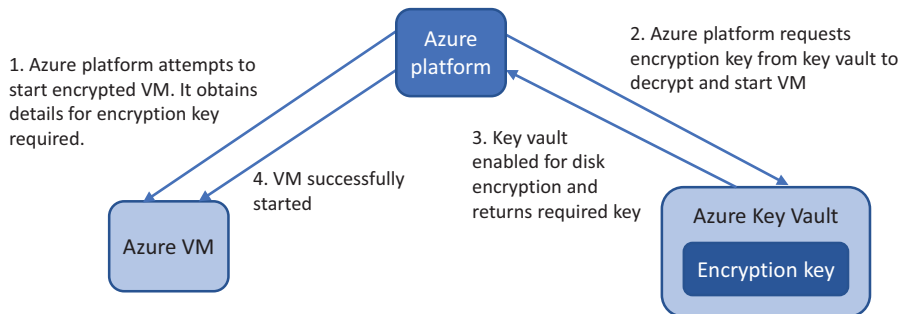 Azure
platform
1. Azure platform attempts to
start encrypted VM. It obtains
details for encryption key
required.
2. Azure platform requests
encryption key from key vault to
decrypt and start VM
3. Key vault
enabled for disk
encryption and
returns required key
4. VM successfully
started
Azure VM
Azure Key Vault
Encryption key